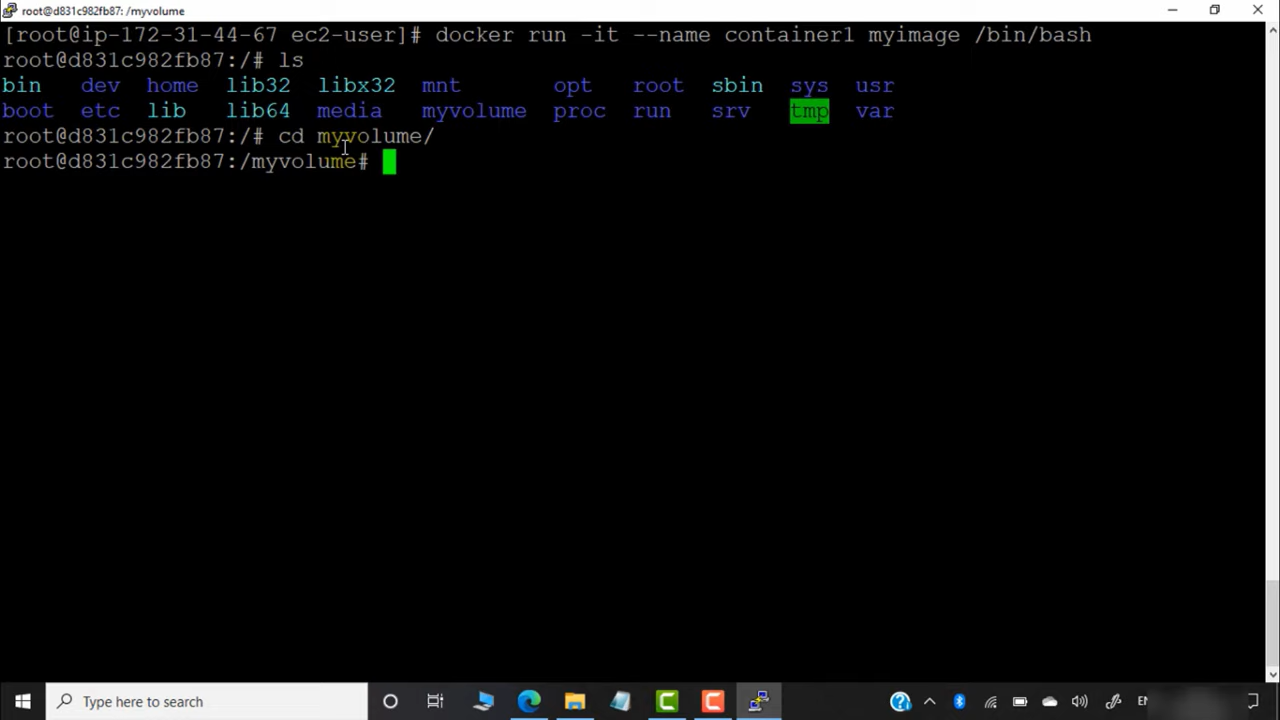 root@d831c982fb87: /myvolume
[root@ip-172-31-44-67 ec2-user]# docker run -it --name container1 myimage /bin/bash
root@d831c982fb87:/# ls
bin dev home lib32 libx32 mnt opt root sbin sys usr
boot etc lib lib64 media myvolume proc run srv tmp var
root@d831c982fb87:/# cd myvolume/
root@d831c982fb87:/myvolume#
Type here to search